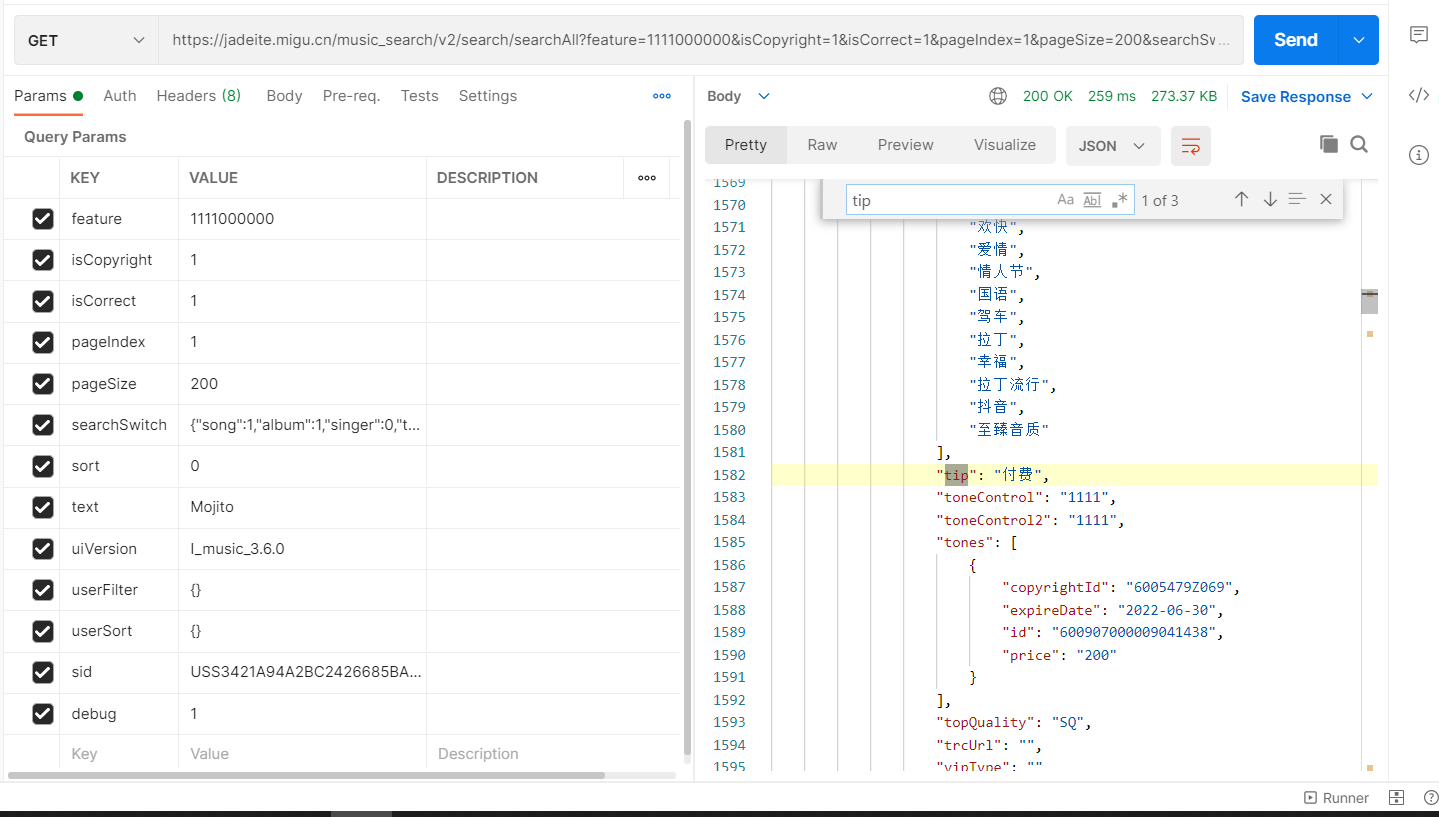 GET
https://jadeite.migu.cn/music_search/v2/search/searchAll?feature=1111000000&isCopyright=1&isCorrect=1&pageIndex=1&pageSize=200&searchSw...
Send
Params Auth Headers (8) Body Pre-req. Tests Settings
Query Params
KEY VALUE DESCRIPTION
feature 1111000000
isCopyright 1
isCorrect 1
pageIndex 1
pageSize 200
searchSwitch {"song":1,"album":1,"singer":0,"t...
sort 0
text Mojito
uiVersion I_music_3.6.0
userFilter {}
userSort {}
sid USS3421A94A2BC2426685BA...
debug 1
Key Value Description
Body 200 OK 259 ms 273.37 KB Save Response
Pretty Raw Preview Visualize JSON
tip Aa Abl .* 1 of 3
1569
1570
1571 "欢快",
1572 "爱情",
1573 "情人节",
1574 "国语",
1575 "驾车",
1576 "拉丁",
1577 "幸福",
1578 "拉丁流行",
1579 "抖音",
1580 "至臻音质"
1581 ],
1582 "tip": "付费",
1583 "toneControl": "1111",
1584 "toneControl2": "1111",
1585 "tones": [
1586 {
1587 "copyrightId": "6005479Z069",
1588 "expireDate": "2022-06-30",
1589 "id": "600907000009041438",
1590 "price": "200"
1591 }
1592 ],
1593 "topQuality": "SQ",
1594 "trcUrl": "",
1595 "vipType": ""
Runner